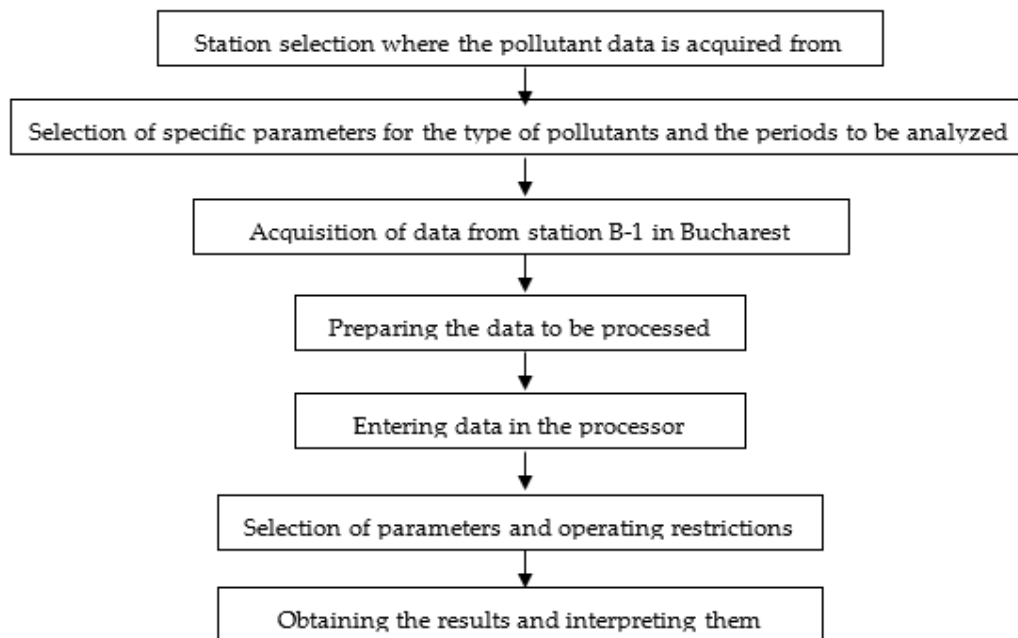 Station selection where the pollutant data is acquired from
Selection of specific parameters for the type of pollutants and the periods to be analyzed
Acquisition of data from station B-1 in Bucharest
Preparing the data to be processed
Entering data in the processor
Selection of parameters and operating restrictions
Obtaining the results and interpreting them